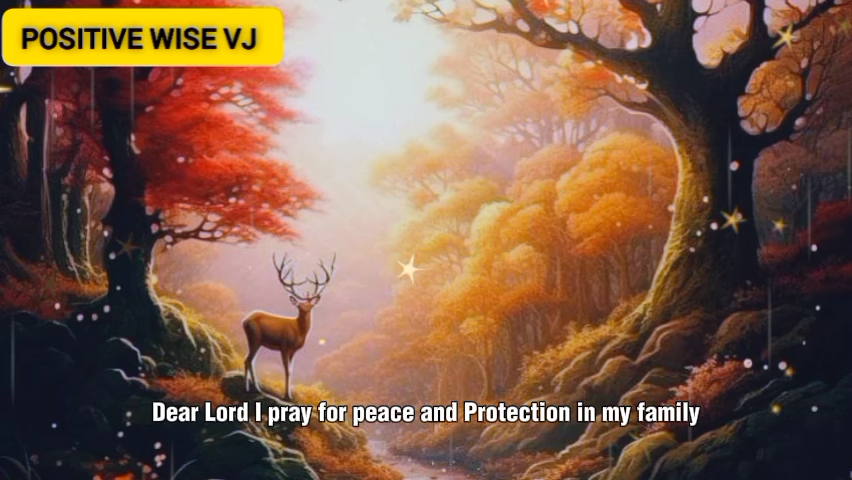 POSITIVE WISE VJ
Dear Lord I pray for peace and Protection in my family